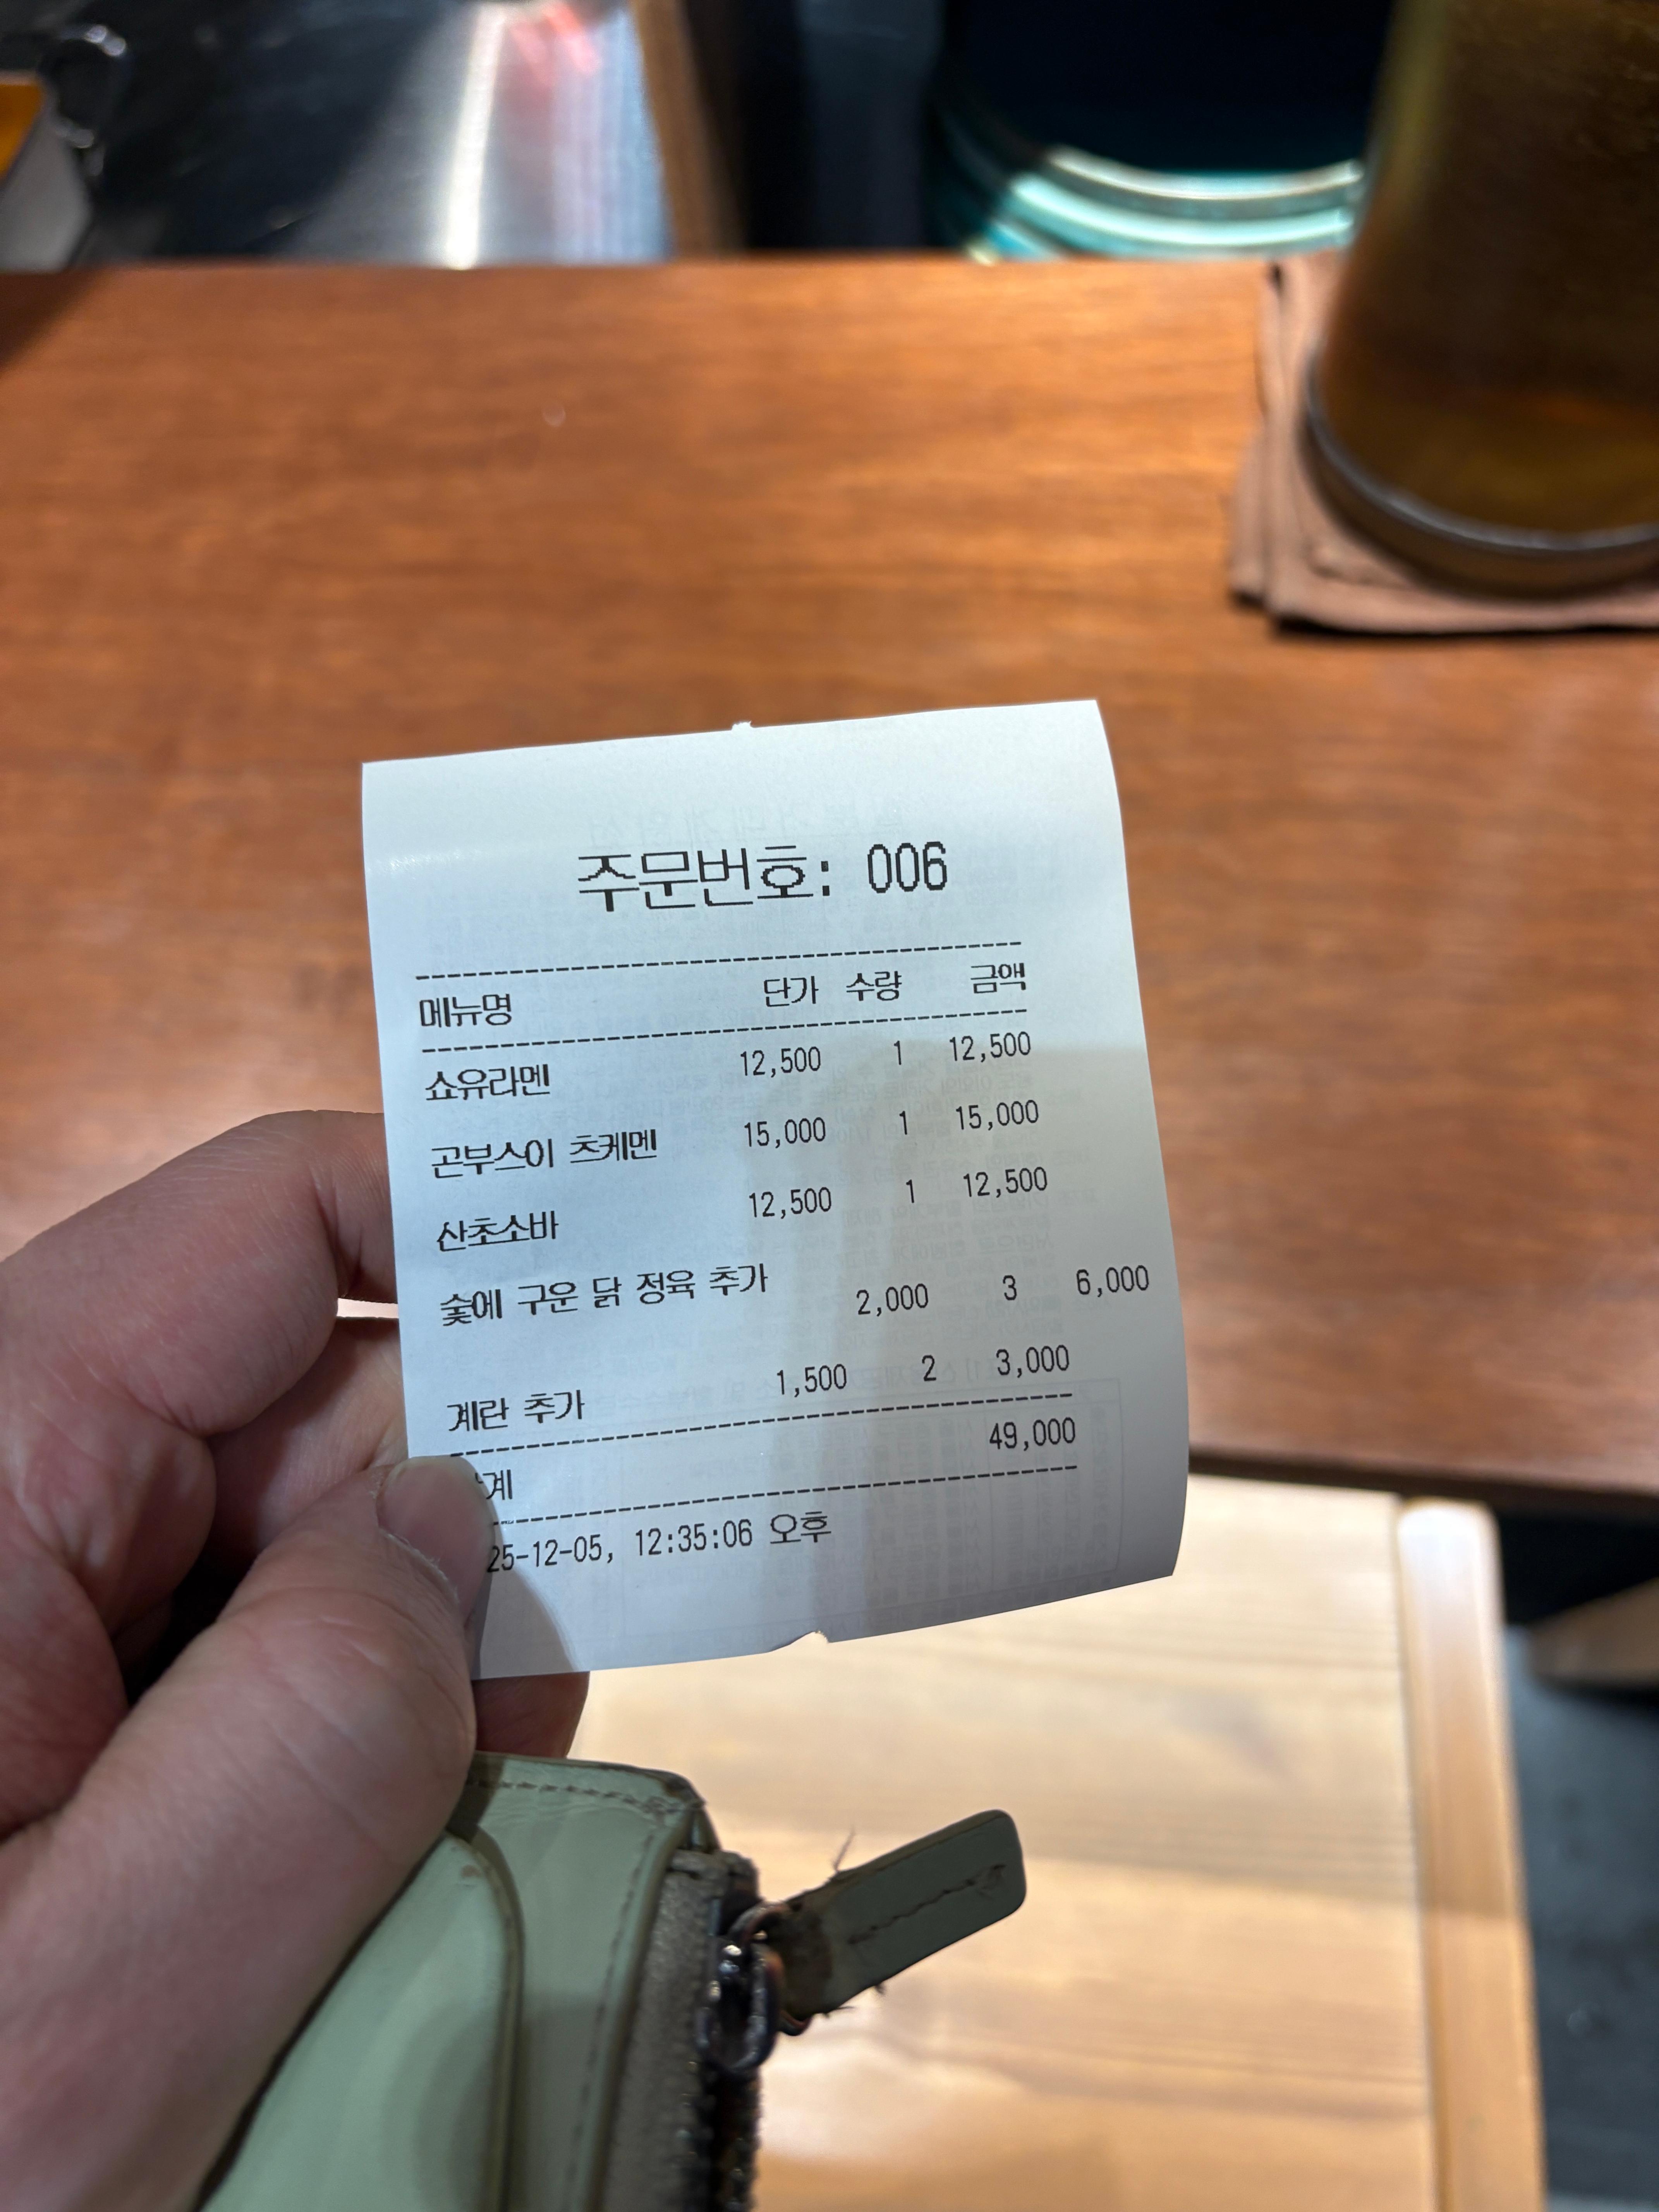 주문번호: 006
메뉴명 단가 수량 금액
쇼유라멘 12,500 1 12,500
곤부스이 츠케멘 15,000 1 15,000
산초소바 12,500 1 12,500
숯에 구운 닭 정육 추가
2,000 3 6,000
계란 추가 1,500 2 3,000
계 49,000
25-12-05, 12:35:06 오후